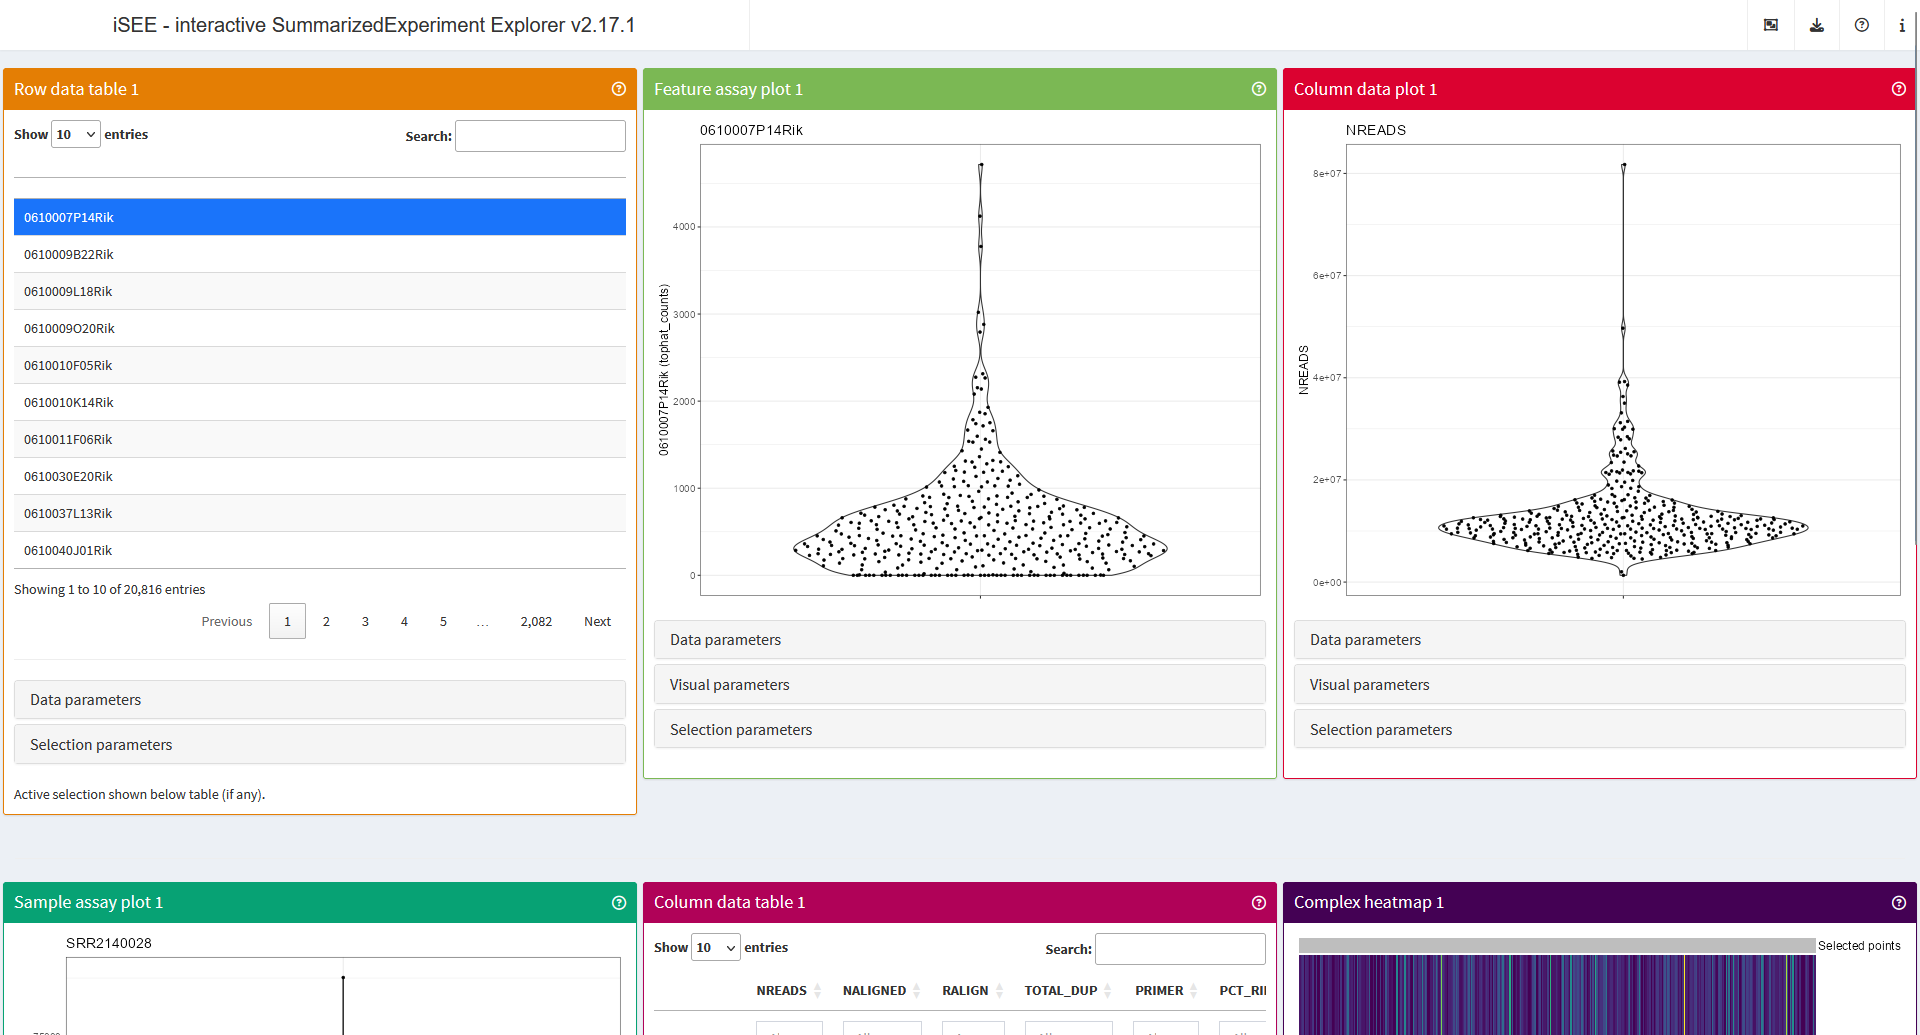 iSEE - interactive SummarizedExperiment Explorer v2.17.1
Row data table 1
Show 10 entries
Search:
0610007P14Rik
0610009B22Rik
0610009L18Rik
0610009O20Rik
0610010F05Rik
0610010K14Rik
0610011F06Rik
0610030E20Rik
0610037L13Rik
0610040J01Rik
Showing 1 to 10 of 20,816 entries
Previous 1 2 3 4 5 … 2,082 Next
Data parameters
Selection parameters
Active selection shown below table (if any).
Feature assay plot 1
0610007P14Rik
0610007P14Rik (tophat_counts)
4000
3000
2000
1000
0
Data parameters
Visual parameters
Selection parameters
Column data plot 1
NREADS
NREADS
8e+07
6e+07
4e+07
2e+07
0e+00
Data parameters
Visual parameters
Selection parameters
Sample assay plot 1
SRR2140028
Column data table 1
Show 10 entries
Search:
NREADS NALIGNED RALIGN TOTAL_DUP PRIMER PCT_RI
Complex heatmap 1
Selected points